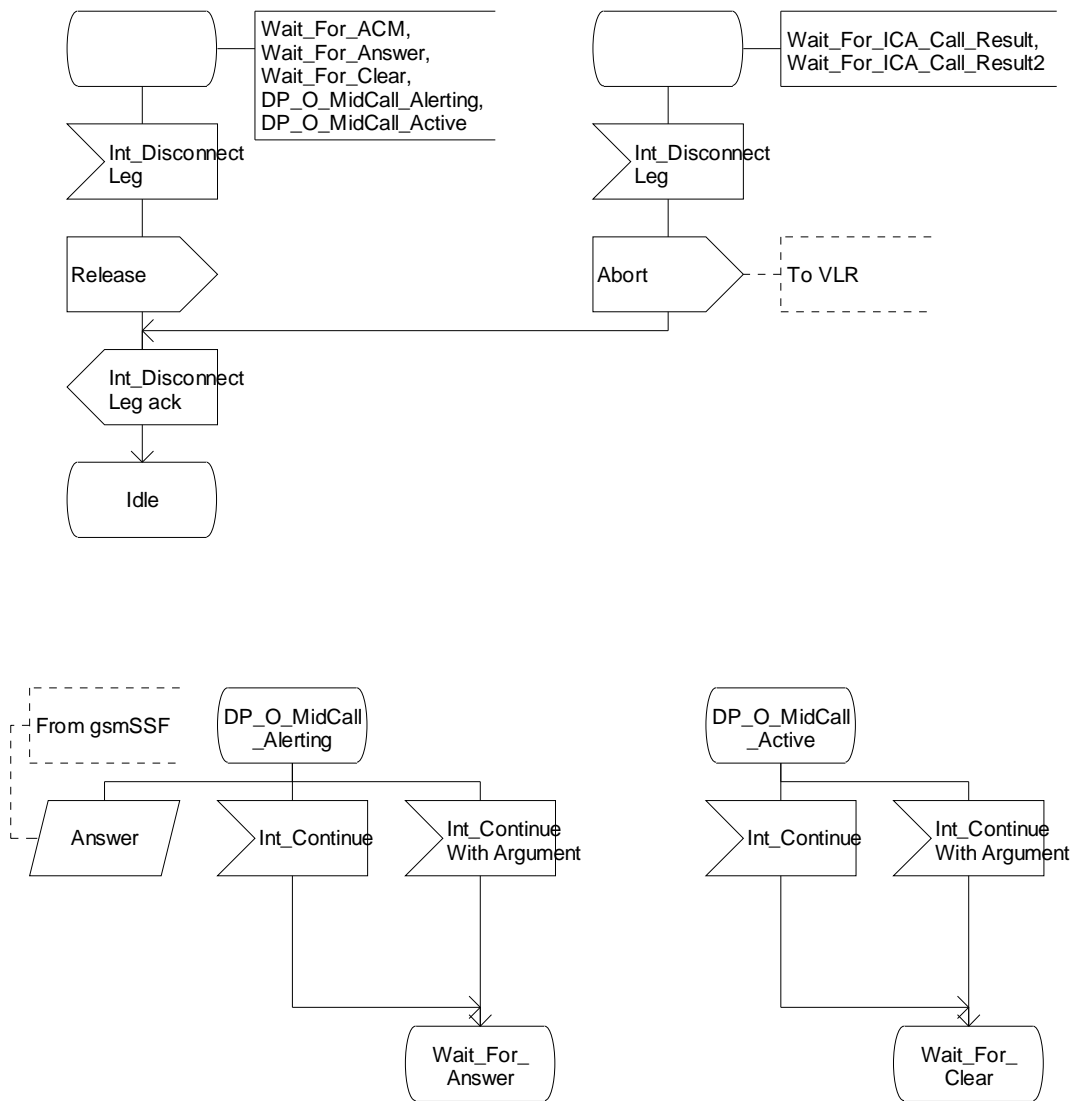 Wait_For_ACM,
Wait_For_Answer,
Wait_For_Clear,
DP_O_MidCall_Alerting,
DP_O_MidCall_Active
Wait_For_ICA_Call_Result,
Wait_For_ICA_Call_Result2
Int_Disconnect
Leg
Int_Disconnect
Leg
Release
Abort
To VLR
Int_Disconnect
Leg ack
Idle
From gsmSSF
DP_O_MidCall
_Alerting
DP_O_MidCall
_Active
Answer
Int_Continue
Int_Continue
With Argument
Int_Continue
Int_Continue
With Argument
Wait_For_
Answer
Wait_For_
Clear